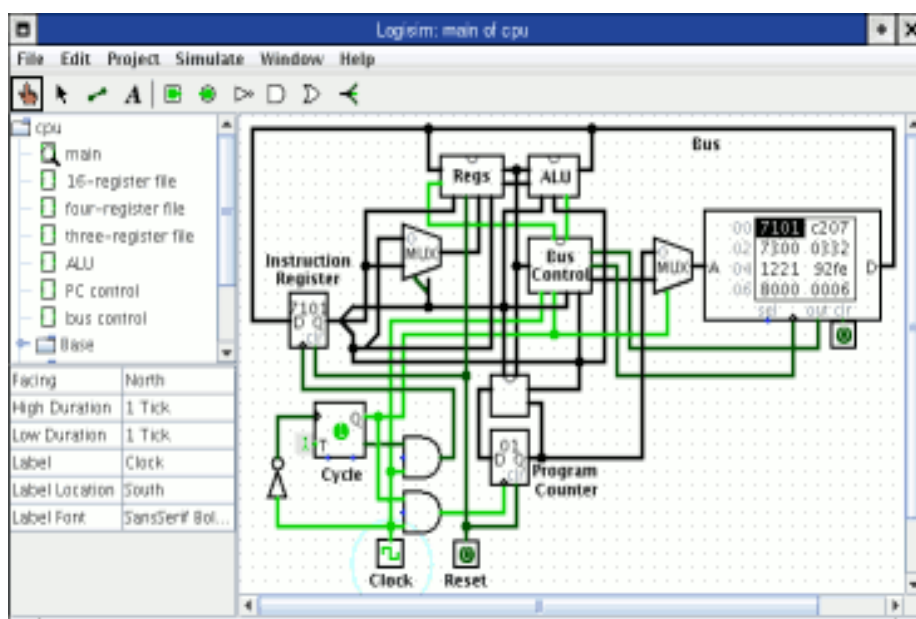 Logisim: main of cpu
File Edit Project Simulate Window Help
A
cpu
main
16-register file
four-register file
three-register file
ALU
PC control
bus control
Base
Facing North
High Duration 1 Tick
Low Duration 1 Tick
Label Clock
Label Location South
Label Font SansSerif Bol...
Bus
Regs ALU
00 7101 c207
02 7300 0332
04 1221 92fe
06 8000 0006
A D
sel out clr
0
MUX
Bus
Control
0
MUX
Instruction
Register
7101
D Q
clr
Q
1 T
Cycle
01
D Q
clr
Program
Counter
Clock Reset